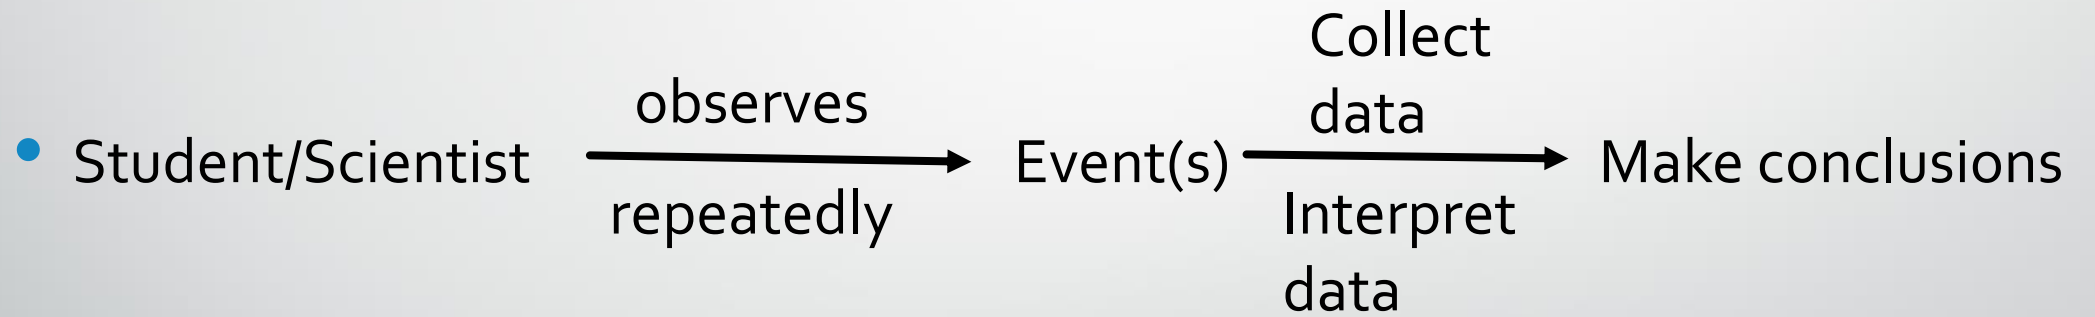 Collect
data
observes
• Student/Scientist Event(s) Make conclusions
repeatedly
Interpret
data